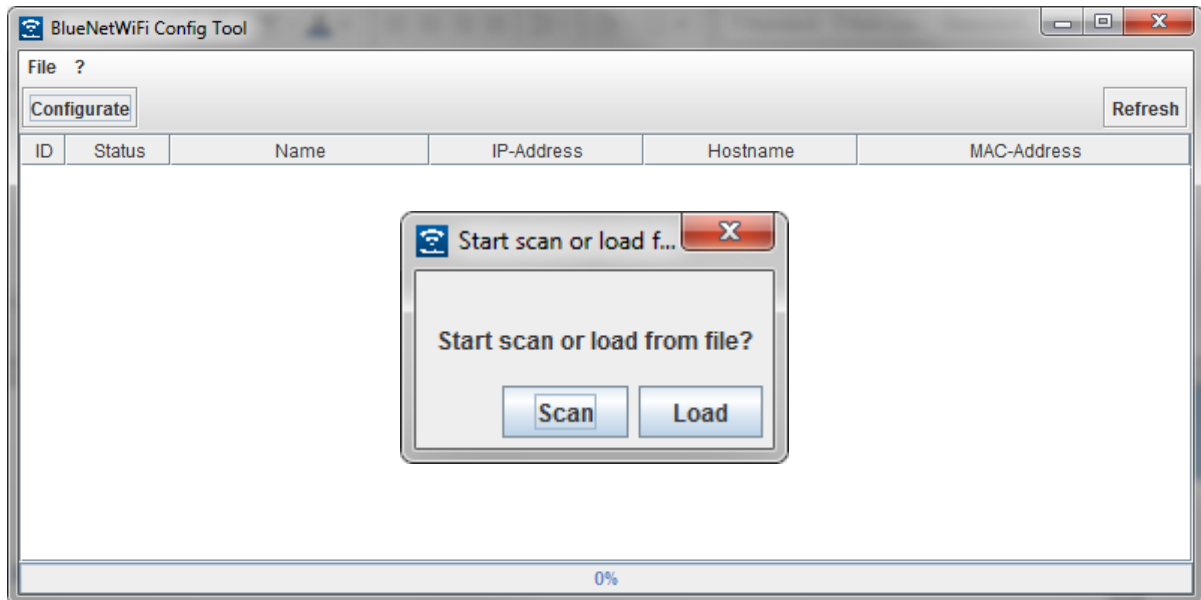 BlueNetWiFi Config Tool
File ?
Configurate Refresh
ID Status Name IP-Address Hostname MAC-Address
Start scan or load f...
Start scan or load from file?
Scan Load
0%